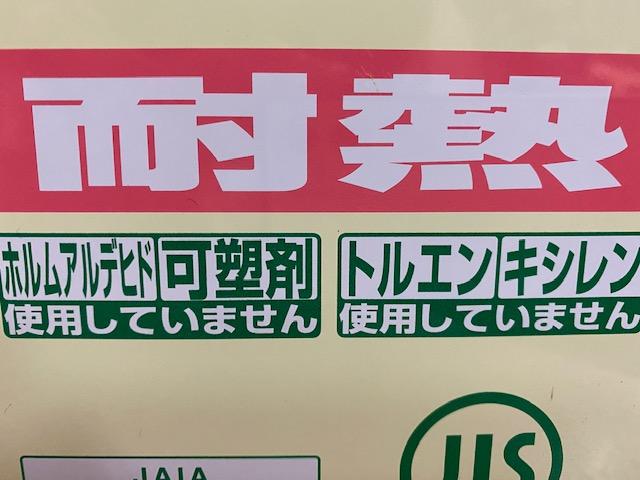 耐熱
ホルムアルデヒド 可塑剤
使用していません
トルエン キシレン
使用していません
JAIA
JIS